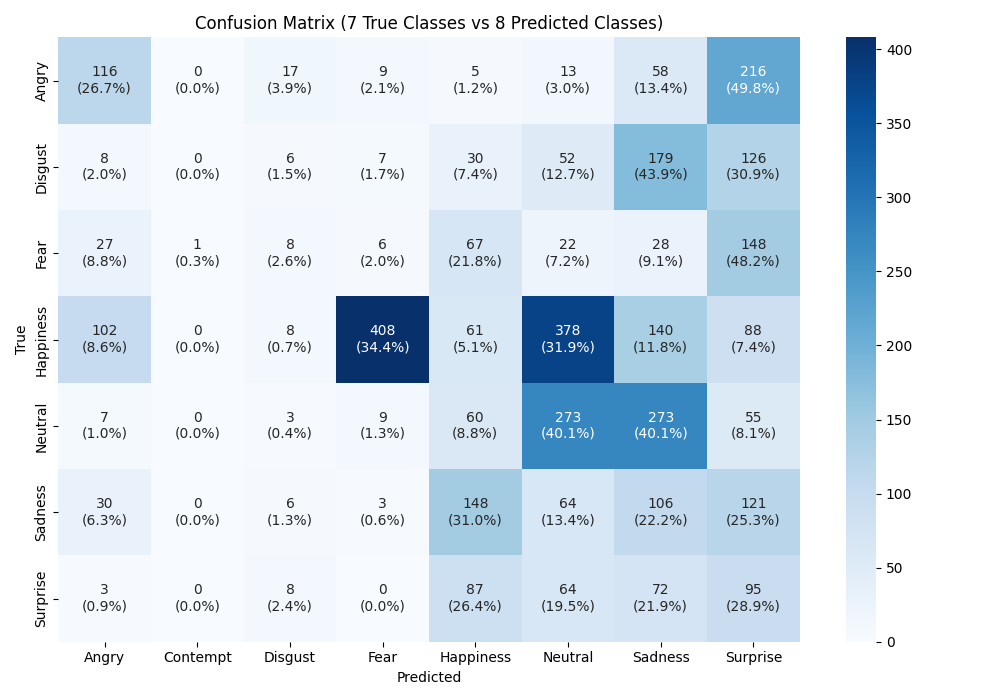 Confusion Matrix (7 True Classes vs 8 Predicted Classes)
True
Angry
116 0 17 9 5 13 58 216
(26.7%) (0.0%) (3.9%) (2.1%) (1.2%) (3.0%) (13.4%) (49.8%)
Disgust
8 0 6 7 30 52 179 126
(2.0%) (0.0%) (1.5%) (1.7%) (7.4%) (12.7%) (43.9%) (30.9%)
Fear
27 1 8 6 67 22 28 148
(8.8%) (0.3%) (2.6%) (2.0%) (21.8%) (7.2%) (9.1%) (48.2%)
Happiness
102 0 8 408 61 378 140 88
(8.6%) (0.0%) (0.7%) (34.4%) (5.1%) (31.9%) (11.8%) (7.4%)
Neutral
7 0 3 9 60 273 273 55
(1.0%) (0.0%) (0.4%) (1.3%) (8.8%) (40.1%) (40.1%) (8.1%)
Sadness
30 0 6 3 148 64 106 121
(6.3%) (0.0%) (1.3%) (0.6%) (31.0%) (13.4%) (22.2%) (25.3%)
Surprise
3 0 8 0 87 64 72 95
(0.9%) (0.0%) (2.4%) (0.0%) (26.4%) (19.5%) (21.9%) (28.9%)
Angry Contempt Disgust Fear Happiness Neutral Sadness Surprise
Predicted
400
350
300
250
200
150
100
50
0